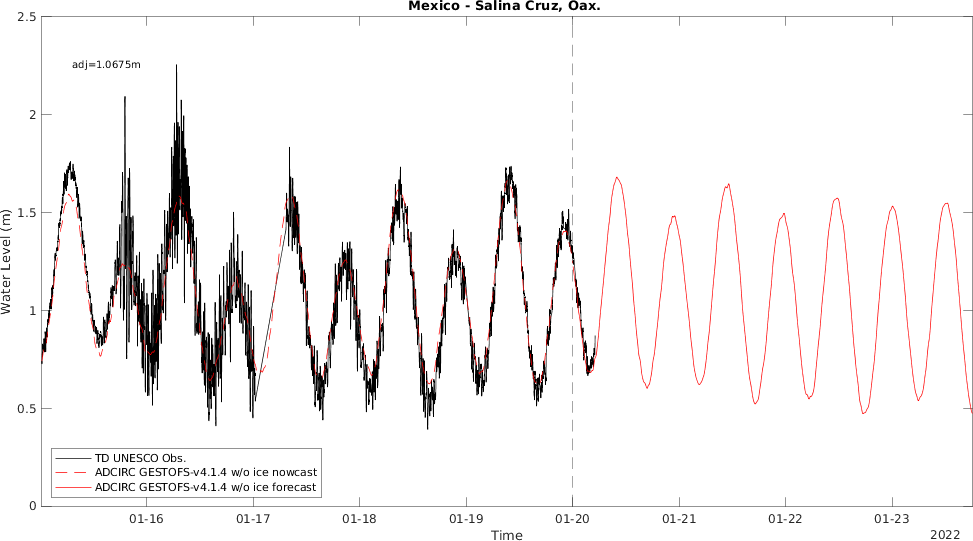 Mexico - Salina Cruz, Oax.
2.5
adj=1.0675m
2
1.5
Water Level (m)
1
0.5
TD UNESCO Obs.
ADCIRC GESTOFS-v4.1.4 w/o ice nowcast
ADCIRC GESTOFS-v4.1.4 w/o ice forecast
0
01-16 01-17 01-18 01-19 01-20 01-21 01-22 01-23
Time
2022